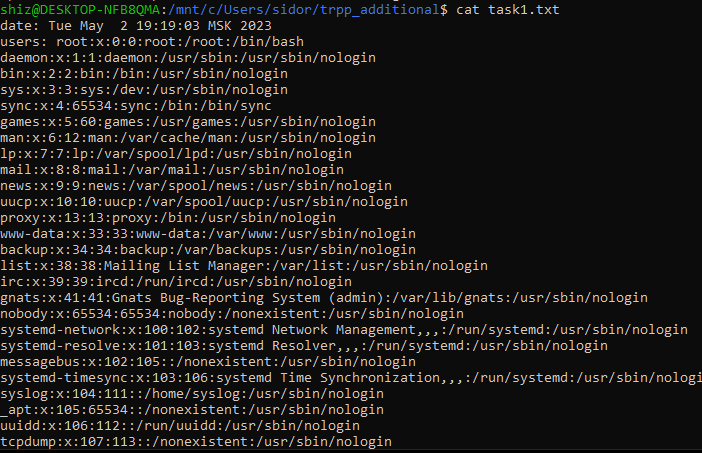 shiz@DESKTOP-NFB8QMA:/mnt/c/Users/sidor/trpp_additional$ cat task1.txt
date: Tue May  2 19:19:03 MSK 2023
users: root:x:0:0:root:/root:/bin/bash
daemon:x:1:1:daemon:/usr/sbin:/usr/sbin/nologin
bin:x:2:2:bin:/bin:/usr/sbin/nologin
sys:x:3:3:sys:/dev:/usr/sbin/nologin
sync:x:4:65534:sync:/bin:/bin/sync
games:x:5:60:games:/usr/games:/usr/sbin/nologin
man:x:6:12:man:/var/cache/man:/usr/sbin/nologin
lp:x:7:7:lp:/var/spool/lpd:/usr/sbin/nologin
mail:x:8:8:mail:/var/mail:/usr/sbin/nologin
news:x:9:9:news:/var/spool/news:/usr/sbin/nologin
uucp:x:10:10:uucp:/var/spool/uucp:/usr/sbin/nologin
proxy:x:13:13:proxy:/bin:/usr/sbin/nologin
www-data:x:33:33:www-data:/var/www:/usr/sbin/nologin
backup:x:34:34:backup:/var/backups:/usr/sbin/nologin
list:x:38:38:Mailing List Manager:/var/list:/usr/sbin/nologin
irc:x:39:39:ircd:/run/ircd:/usr/sbin/nologin
gnats:x:41:41:Gnats Bug-Reporting System (admin):/var/lib/gnats:/usr/sbin/nologin
nobody:x:65534:65534:nobody:/nonexistent:/usr/sbin/nologin
systemd-network:x:100:102:systemd Network Management,,,:/run/systemd:/usr/sbin/nologin
systemd-resolve:x:101:103:systemd Resolver,,,:/run/systemd:/usr/sbin/nologin
messagebus:x:102:105::/nonexistent:/usr/sbin/nologin
systemd-timesync:x:103:106:systemd Time Synchronization,,,:/run/systemd:/usr/sbin/nologi
syslog:x:104:111::/home/syslog:/usr/sbin/nologin
_apt:x:105:65534::/nonexistent:/usr/sbin/nologin
uuidd:x:106:112::/run/uuidd:/usr/sbin/nologin
tcpdump:x:107:113::/nonexistent:/usr/sbin/nologin